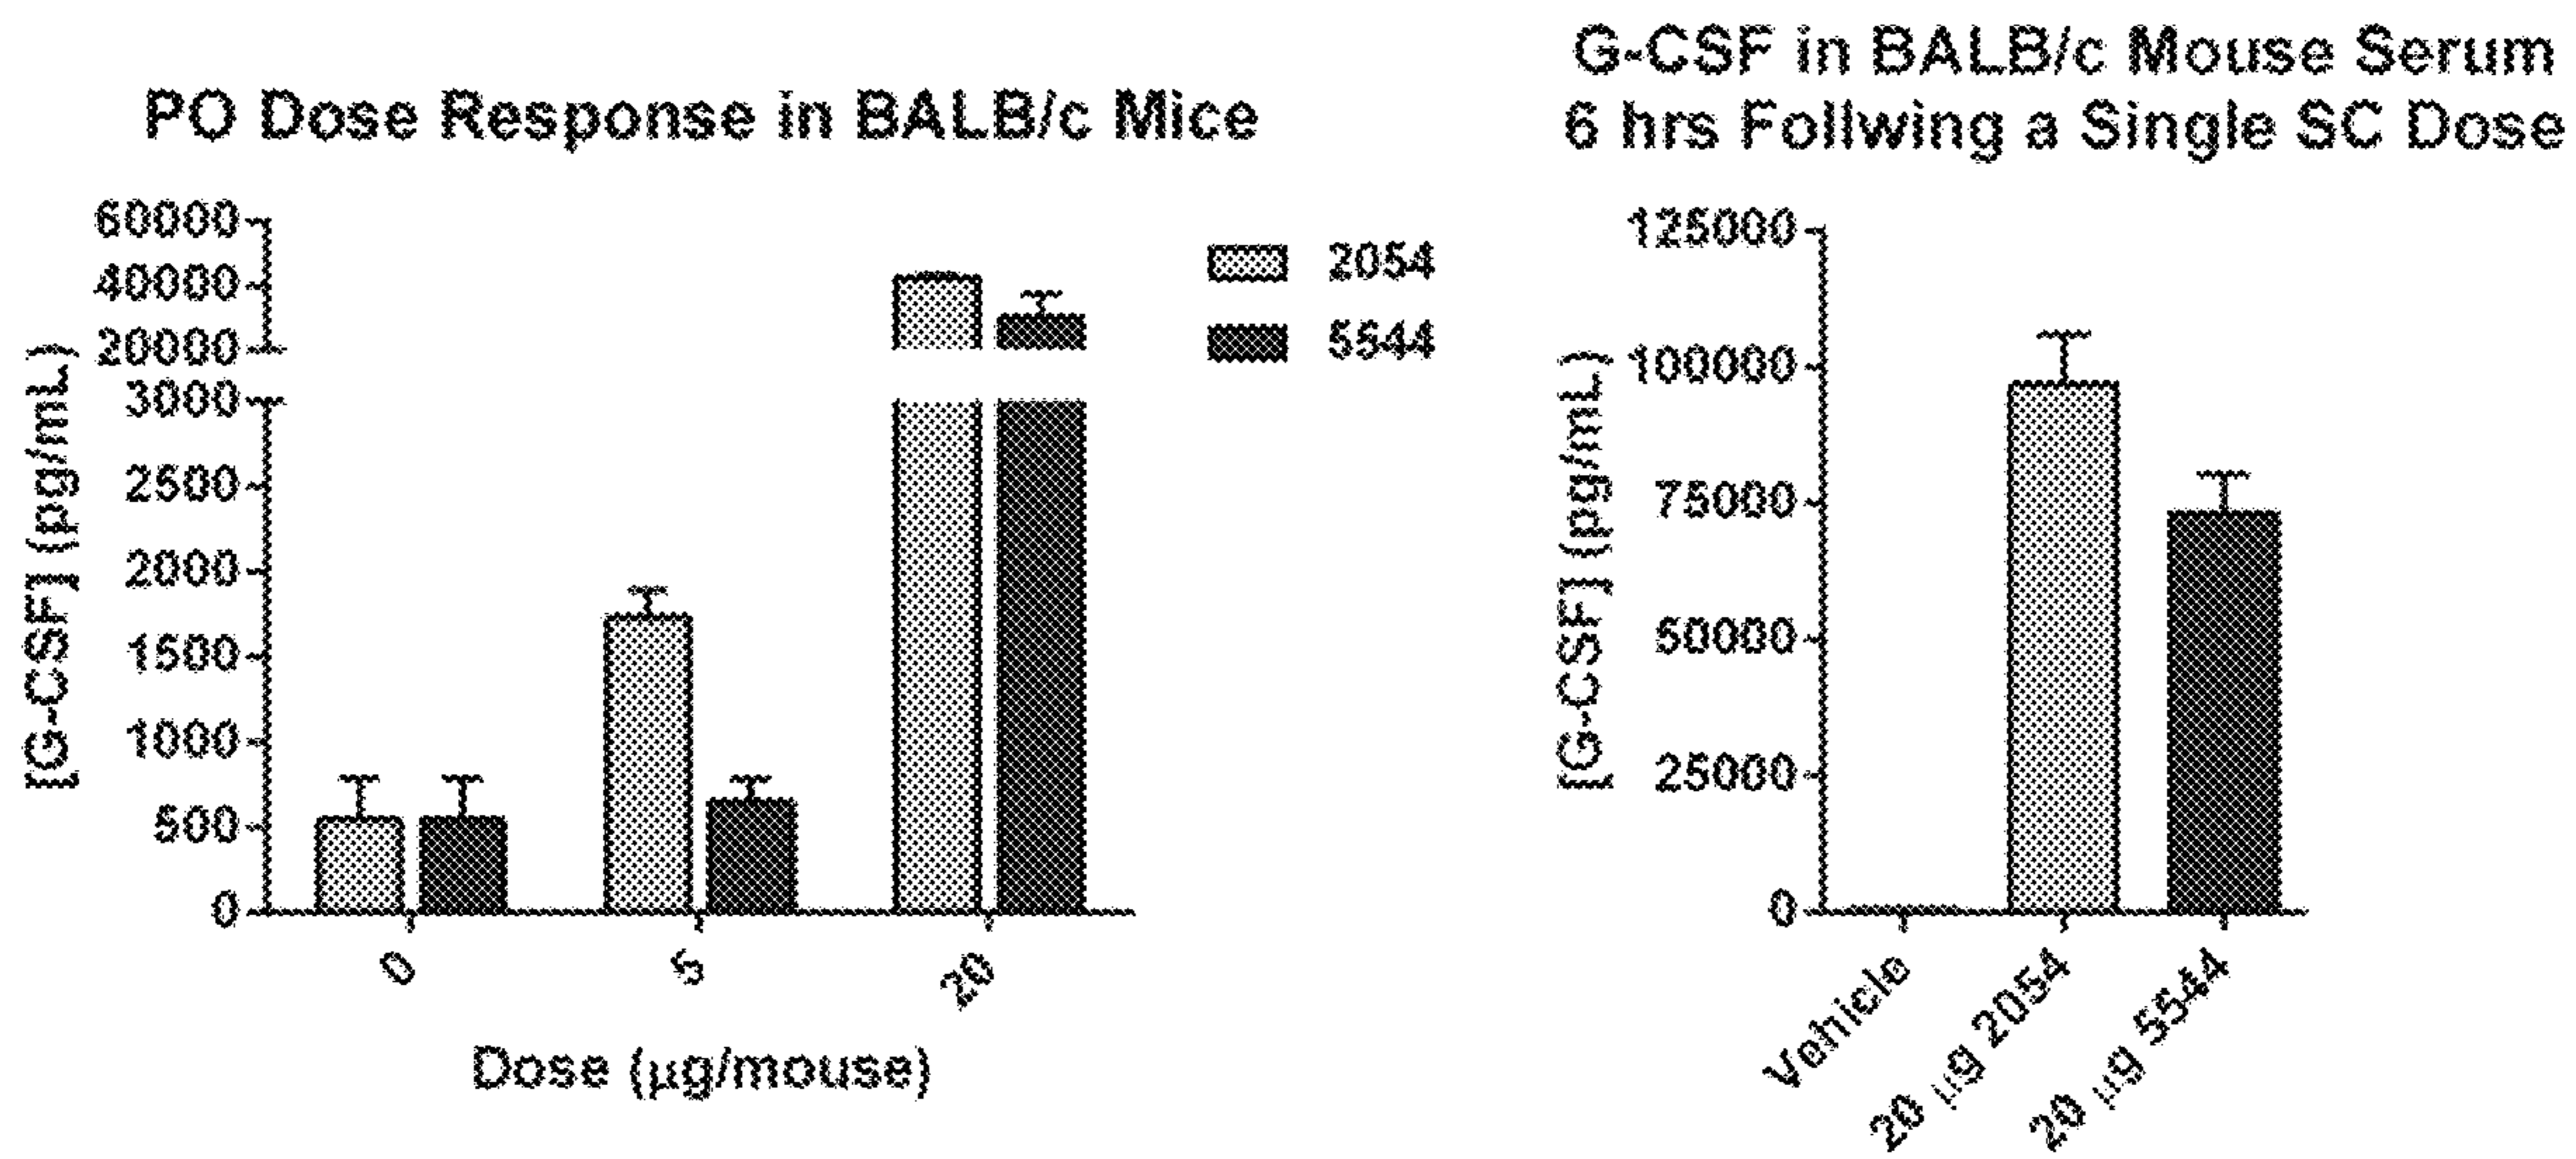 PO Dose Response in BALB/c Mice
60000
40000
20000
3000
2500
2000
1500
1000
500
0
[G-CSF] (pg/mL)
0
5
20
Dose (µg/mouse)
2054
5544
G-CSF in BALB/c Mouse Serum
6 hrs Follwing a Single SC Dose
125000
100000
75000
50000
25000
0
[G-CSF] (pg/mL)
Vehicle
20 µg 2054
20 µg 5544